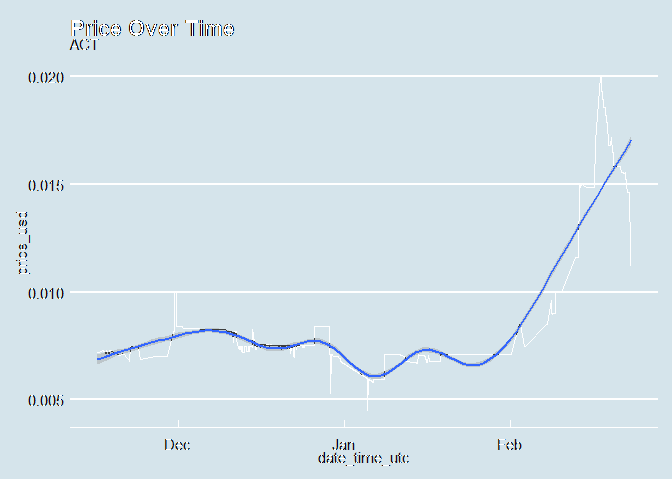 Price Over Time
ACT
0.020
0.015
0.010
0.005
price_usd
Dec
Jan
Feb
date_time_utc